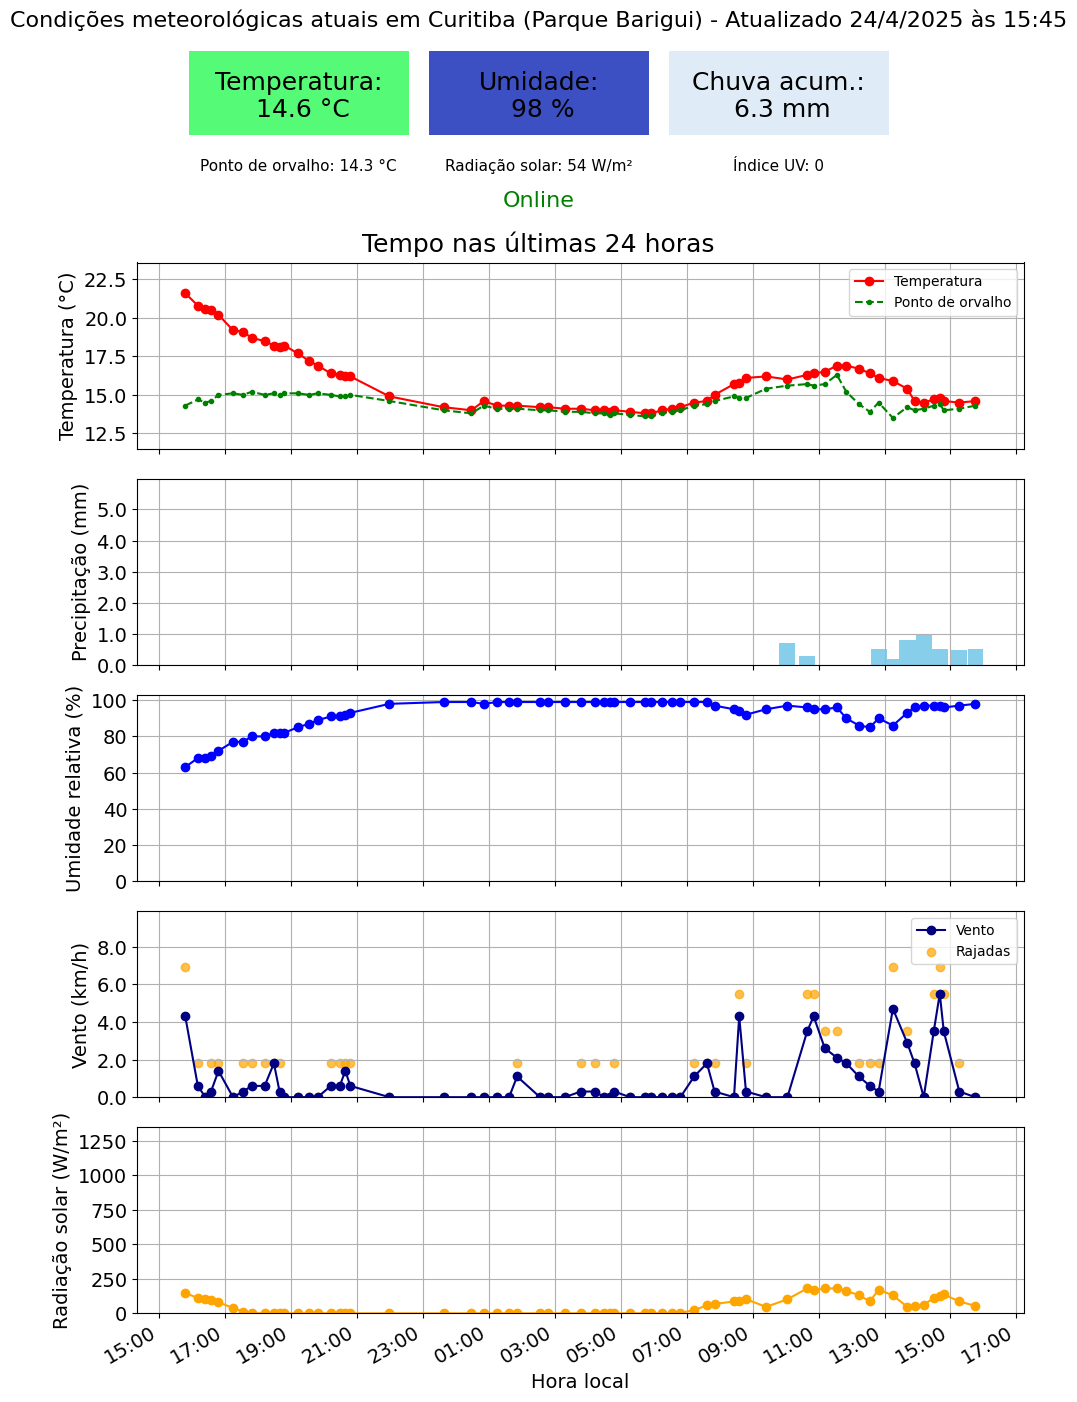 Condições meteorológicas atuais em Curitiba (Parque Barigui) - Atualizado 24/4/2025 às 15:45
Temperatura:
14.6 °C
Umidade:
98 %
Chuva acum.:
6.3 mm
Ponto de orvalho: 14.3 °C
Radiação solar: 54 W/m²
Índice UV: 0
Online
Tempo nas últimas 24 horas
Temperatura (°C)
22.5
20.0
17.5
15.0
12.5
Temperatura
Ponto de orvalho
Precipitação (mm)
5.0
4.0
3.0
2.0
1.0
0.0
Umidade relativa (%)
100
80
60
40
20
0
Vento (km/h)
8.0
6.0
4.0
2.0
0.0
Vento
Rajadas
Radiação solar (W/m²)
1250
1000
750
500
250
0
15:00
17:00
19:00
21:00
23:00
01:00
03:00
05:00
07:00
09:00
11:00
13:00
15:00
17:00
Hora local